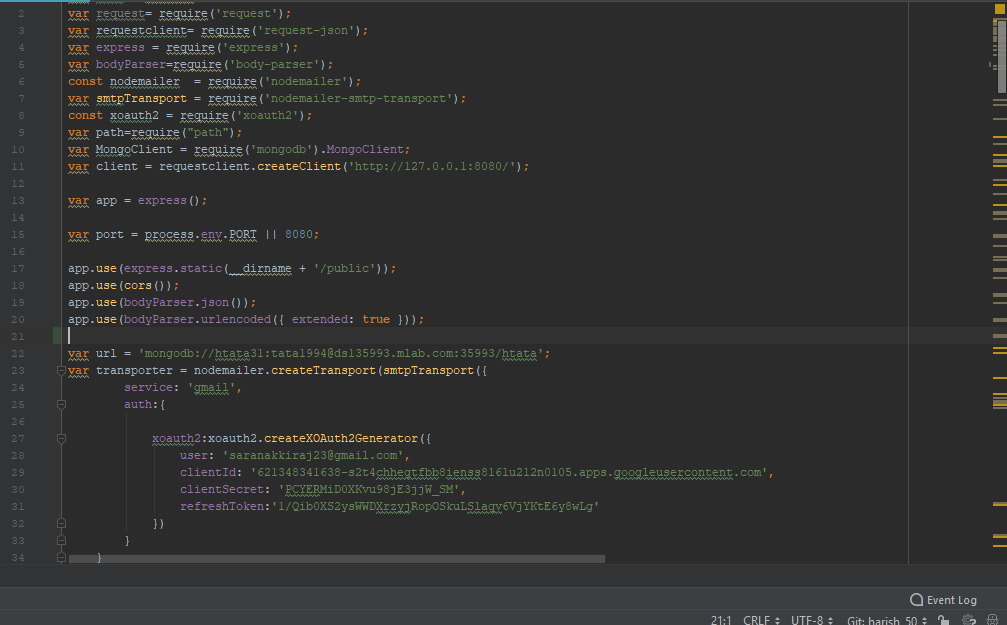 2 var request= require('request');
3 var requestclient= require('request-json');
4 var express = require('express');
5 var bodyParser=require('body-parser');
6 const nodemailer  = require('nodemailer');
7 var smtpTransport = require('nodemailer-smtp-transport');
8 const xoauth2 = require('xoauth2');
9 var path=require("path");
10 var MongoClient = require('mongodb').MongoClient;
11 var client = requestclient.createClient('http://127.0.0.1:8080/');
12
13 var app = express();
14
15 var port = process.env.PORT || 8080;
16
17 app.use(express.static(__dirname + '/public'));
18 app.use(cors());
19 app.use(bodyParser.json());
20 app.use(bodyParser.urlencoded({ extended: true }));
21
22 var url = 'mongodb://htata31:tata1994@ds135993.mlab.com:35993/htata';
23 var transporter = nodemailer.createTransport(smtpTransport({
24 service: 'gmail',
25 auth:{
26
27 xoauth2:xoauth2.createXOAuth2Generator({
28 user: 'saranakkiraj23@gmail.com',
29 clientId: '621348341638-s2t4chhegtfbb8ienss8l6lu2l2n0105.apps.googleusercontent.com',
30 clientSecret: 'PCYERMiD0XKvu98jE3jjW_SM',
31 refreshToken:'1/Qib0XS2ysWWDXrzyjRopOSkuLSlagv6VjYKtE6y8wLg'
32 })
33 }
34 }
Event Log
21:1 CRLF UTF-8 Git: harish_50